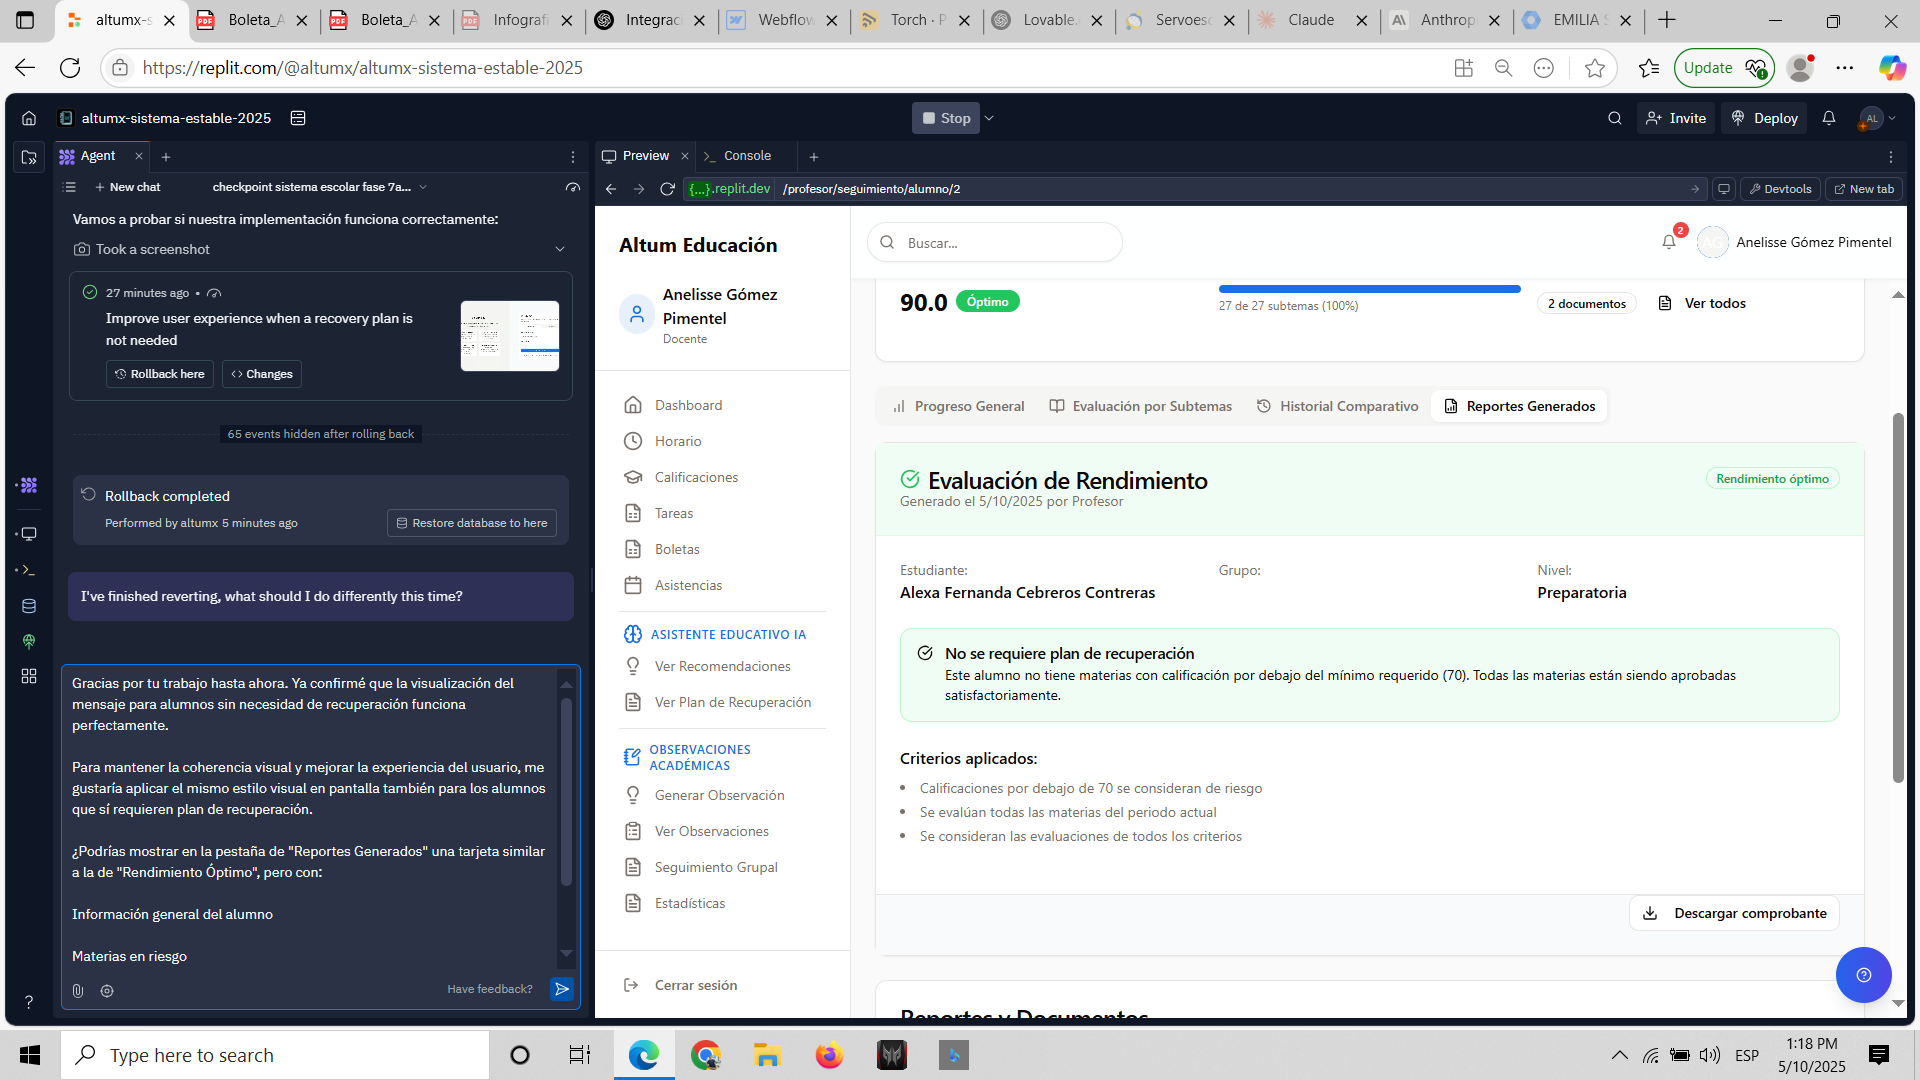 altumx-s
Boleta_A
Boleta_A
Infografi
Integrac
Webflow
Torch · P
Lovable.
Servoes
Claude
Anthrop
EMILIA S
https://replit.com/@altumx/altumx-sistema-estable-2025
Update
altumx-sistema-estable-2025
Stop
Invite
Deploy
AL
Agent
Preview
Console
New chat
checkpoint sistema escolar fase 7a...
{...}.replit.dev
/profesor/seguimiento/alumno/2
Devtools
New tab
Vamos a probar si nuestra implementación funciona correctamente:
Took a screenshot
27 minutes ago •
Improve user experience when a recovery plan is
not needed
Rollback here
Changes
65 events hidden after rolling back
Rollback completed
Performed by altumx 5 minutes ago
Restore database to here
I've finished reverting, what should I do differently this time?
Gracias por tu trabajo hasta ahora. Ya confirmé que la visualización del
mensaje para alumnos sin necesidad de recuperación funciona
perfectamente.
Para mantener la coherencia visual y mejorar la experiencia del usuario, me
gustaría aplicar el mismo estilo visual en pantalla también para los alumnos
que sí requieren plan de recuperación.
¿Podrías mostrar en la pestaña de "Reportes Generados" una tarjeta similar
a la de "Rendimiento Óptimo", pero con:
Información general del alumno
Materias en riesgo
Have feedback?
Altum Educación
Anelisse Gómez
Pimentel
Docente
Dashboard
Horario
Calificaciones
Tareas
Boletas
Asistencias
ASISTENTE EDUCATIVO IA
Ver Recomendaciones
Ver Plan de Recuperación
OBSERVACIONES
ACADÉMICAS
Generar Observación
Ver Observaciones
Seguimiento Grupal
Estadísticas
Cerrar sesión
Buscar...
2
AG
Anelisse Gómez Pimentel
90.0
Óptimo
27 de 27 subtemas (100%)
2 documentos
Ver todos
Progreso General
Evaluación por Subtemas
Historial Comparativo
Reportes Generados
Evaluación de Rendimiento
Rendimiento óptimo
Generado el 5/10/2025 por Profesor
Estudiante:
Alexa Fernanda Cebreros Contreras
Grupo:
Nivel:
Preparatoria
No se requiere plan de recuperación
Este alumno no tiene materias con calificación por debajo del mínimo requerido (70). Todas las materias están siendo aprobadas
satisfactoriamente.
Criterios aplicados:
• Calificaciones por debajo de 70 se consideran de riesgo
• Se evalúan todas las materias del periodo actual
• Se consideran las evaluaciones de todos los criterios
Descargar comprobante
Reportes y Documentos
Type here to search
ESP
1:18 PM
5/10/2025